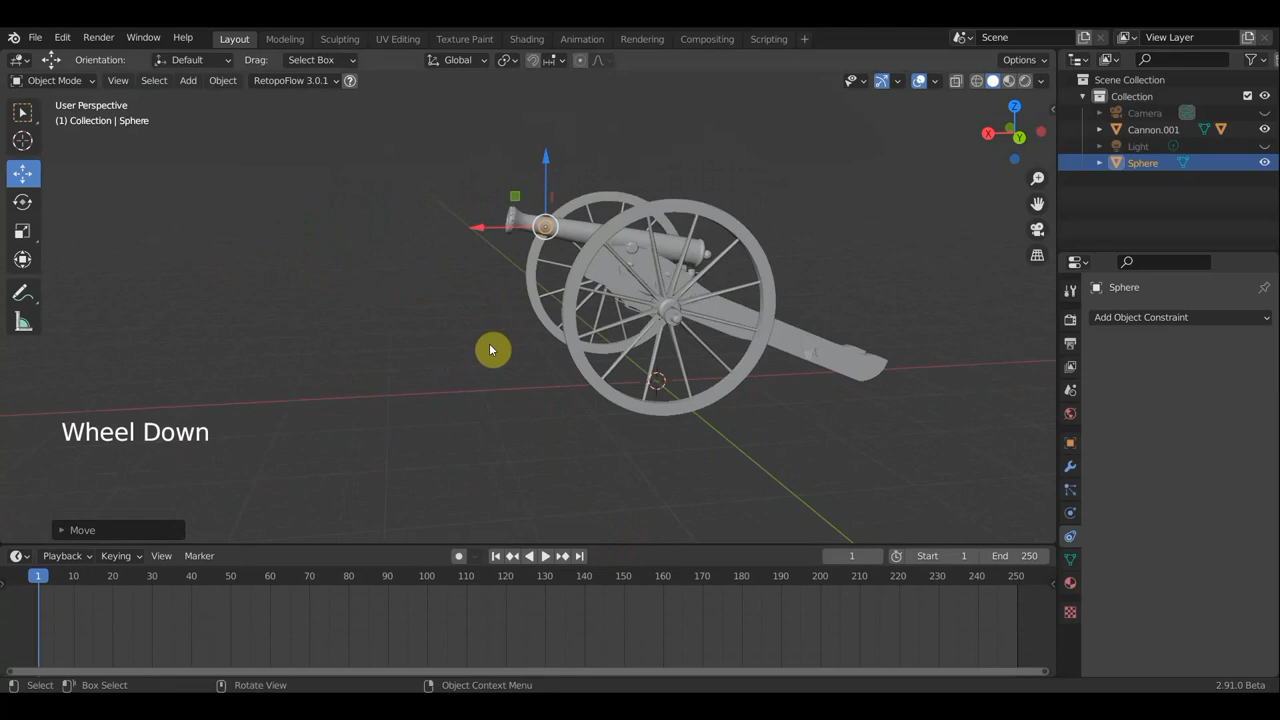 File Edit Render Window Help Layout Modeling Sculpting UV Editing Texture Paint Shading Animation Rendering Compositing Scripting + Scene View Layer
Orientation: Default Drag: Select Box Global Options
Object Mode View Select Add Object RetopoFlow 3.0.1
User Perspective
(1) Collection | Sphere
Z
X
Y
Scene Collection
Collection
Camera
Cannon.001
Light
Sphere
Sphere
Add Object Constraint
Wheel Down
Move
Playback Keying View Marker 1 Start 1 End 250
1 10 20 30 40 50 60 70 80 90 100 110 120 130 140 150 160 170 180 190 200 210 220 230 240 250
Select Box Select Rotate View Object Context Menu 2.91.0 Beta